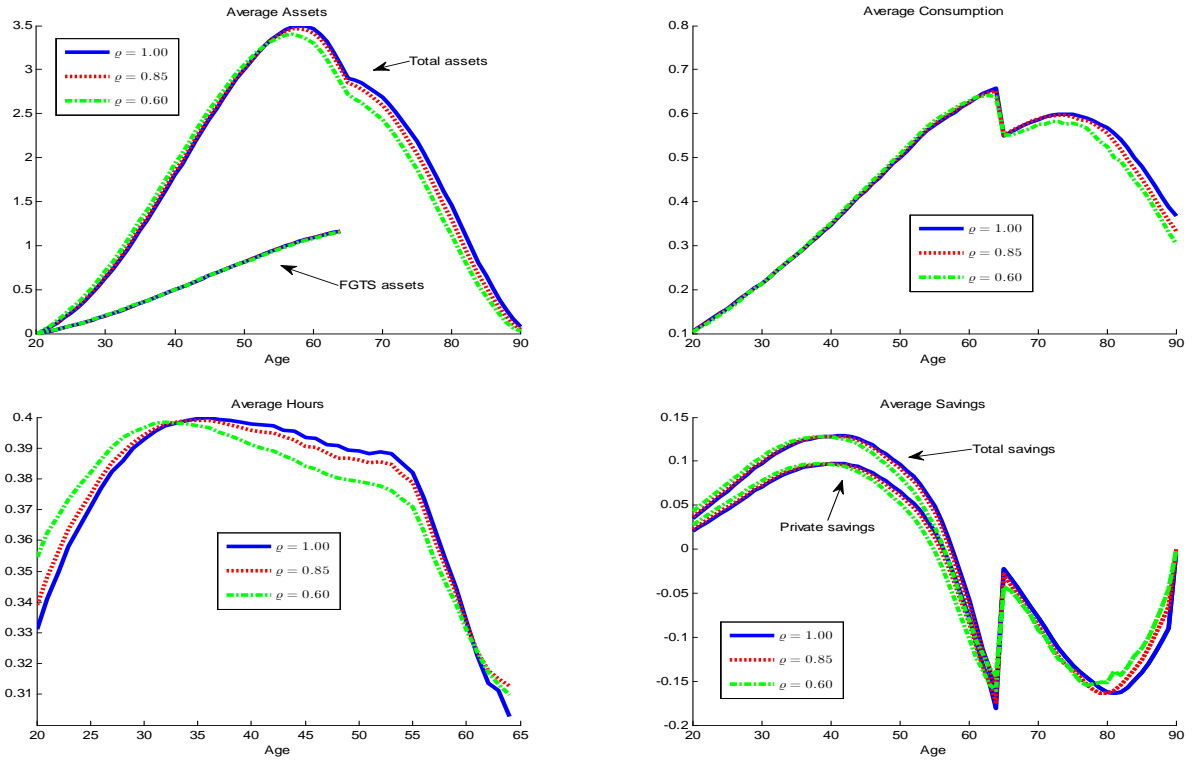 Average Assets
3.5
3
2.5
2
1.5
1
0.5
0
ϱ = 1.00
ϱ = 0.85
ϱ = 0.60
Total assets
FGTS assets
20 30 40 50 60 70 80 90
Age
Average Consumption
0.8
0.7
0.6
0.5
0.4
0.3
0.2
0.1
ϱ = 1.00
ϱ = 0.85
ϱ = 0.60
20 30 40 50 60 70 80 90
Age
Average Hours
0.4
0.39
0.38
0.37
0.36
0.35
0.34
0.33
0.32
0.31
ϱ = 1.00
ϱ = 0.85
ϱ = 0.60
20 25 30 35 40 45 50 55 60 65
Age
Average Savings
0.15
0.1
0.05
0
-0.05
-0.1
-0.15
-0.2
Total savings
Private savings
ϱ = 1.00
ϱ = 0.85
ϱ = 0.60
20 30 40 50 60 70 80 90
Age